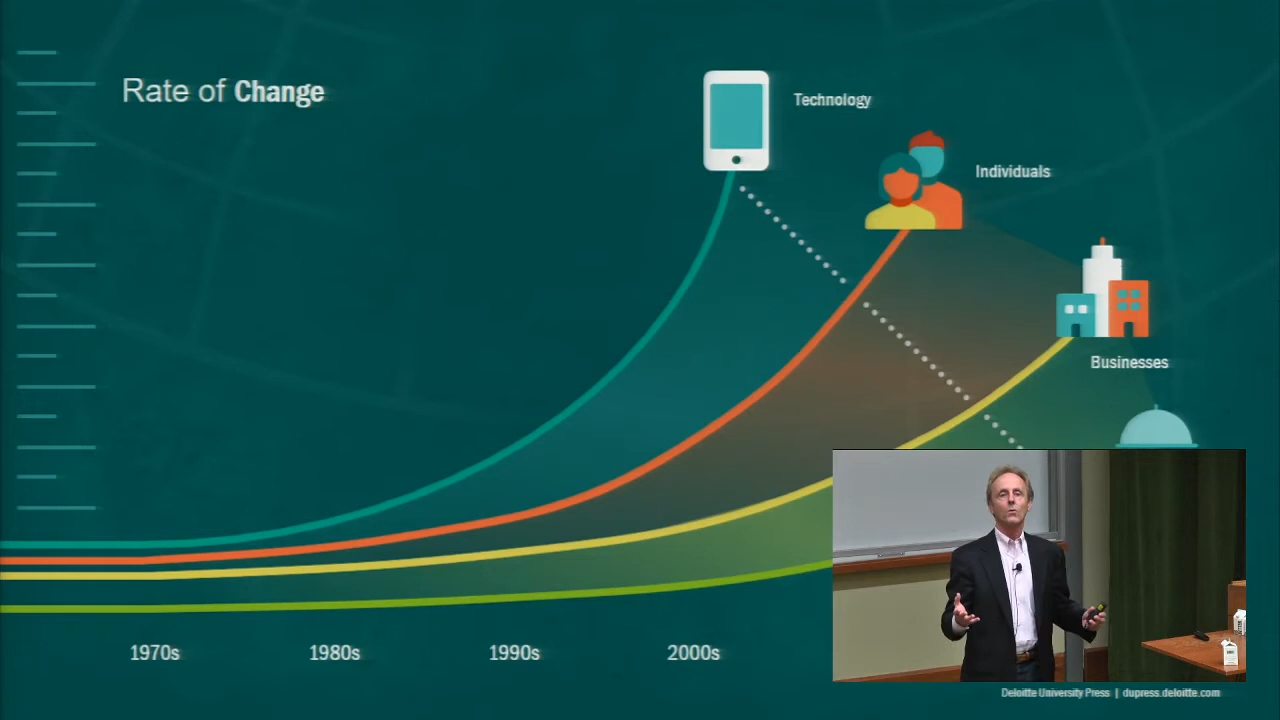 Rate of Change
Technology
Individuals
Businesses
1970s
1980s
1990s
2000s
Deloitte University Press | dupress.deloitte.com